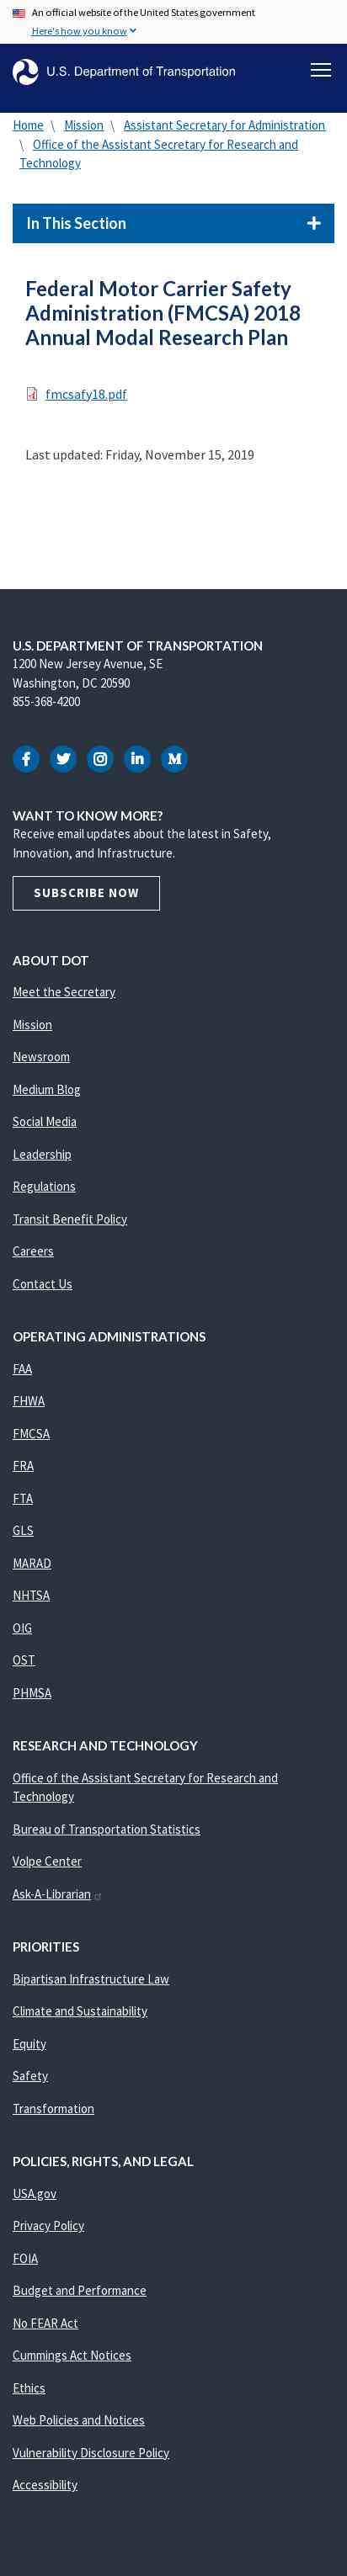 An official website of the United States government
Here's how you know
U.S. Department of Transportation
Home \ Mission \ Assistant Secretary for Administration
\ Office of the Assistant Secretary for Research and
Technology
In This Section
Federal Motor Carrier Safety
Administration (FMCSA) 2018
Annual Modal Research Plan
fmcsafy18.pdf
Last updated: Friday, November 15, 2019
U.S. DEPARTMENT OF TRANSPORTATION
1200 New Jersey Avenue, SE
Washington, DC 20590
855-368-4200
WANT TO KNOW MORE?
Receive email updates about the latest in Safety,
Innovation, and Infrastructure.
SUBSCRIBE NOW
ABOUT DOT
Meet the Secretary
Mission
Newsroom
Medium Blog
Social Media
Leadership
Regulations
Transit Benefit Policy
Careers
Contact Us
OPERATING ADMINISTRATIONS
FAA
FHWA
FMCSA
FRA
FTA
GLS
MARAD
NHTSA
OIG
OST
PHMSA
RESEARCH AND TECHNOLOGY
Office of the Assistant Secretary for Research and
Technology
Bureau of Transportation Statistics
Volpe Center
Ask-A-Librarian
PRIORITIES
Bipartisan Infrastructure Law
Climate and Sustainability
Equity
Safety
Transformation
POLICIES, RIGHTS, AND LEGAL
USA.gov
Privacy Policy
FOIA
Budget and Performance
No FEAR Act
Cummings Act Notices
Ethics
Web Policies and Notices
Vulnerability Disclosure Policy
Accessibility